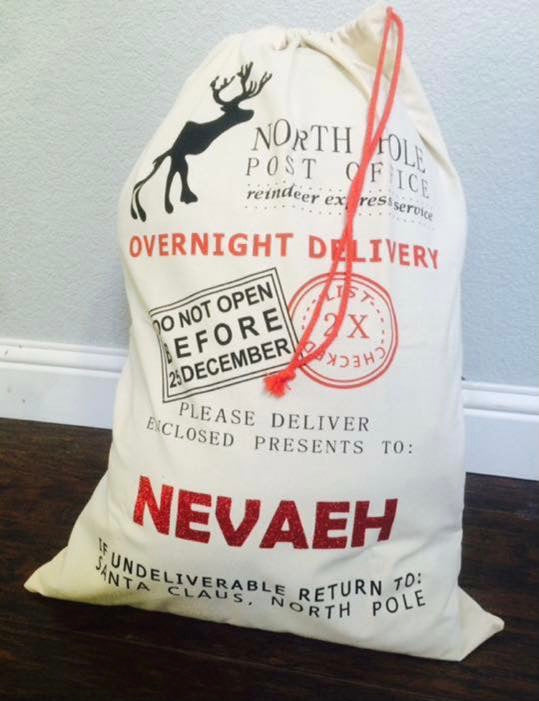 NORTH POLE
POST OFFICE
reindeer express service
OVERNIGHT DELIVERY
DO NOT OPEN
BEFORE
25 DECEMBER
LIST
2X
CHECKED
PLEASE DELIVER
ENCLOSED PRESENTS TO:
NEVAEH
IF UNDELIVERABLE RETURN TO:
SANTA CLAUS, NORTH POLE